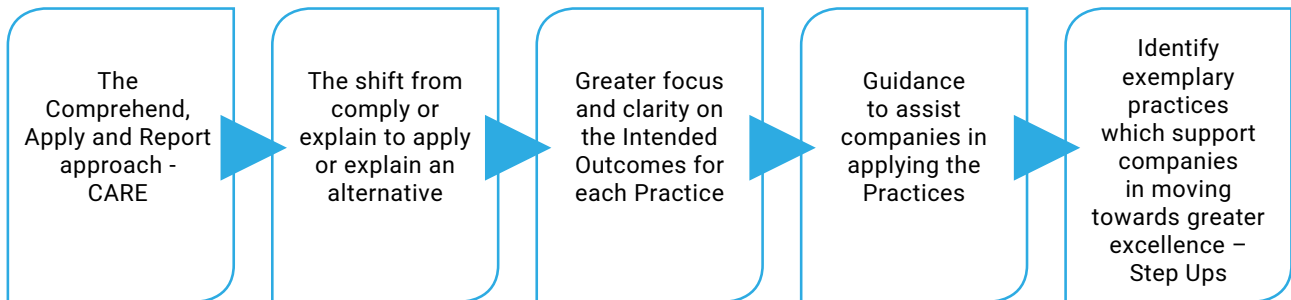 The
Comprehend,
Apply and Report
approach -
CARE
The shift from
comply or
explain to apply
or explain an
alternative
Greater focus
and clarity on
the Intended
Outcomes for
each Practice
Guidance
to assist
companies in
applying the
Practices
Identify
exemplary
practices
which support
companies
in moving
towards greater
excellence –
Step Ups